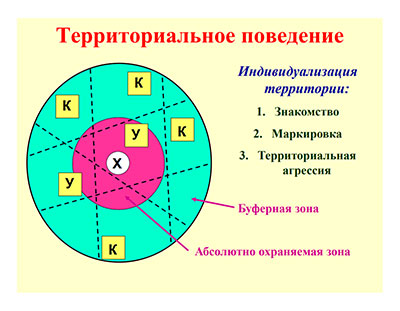 Территориальное поведение
Индивидуализация
территории:
1. Знакомство
2. Маркировка
3. Территориальная
агрессия
К
К
К
У
Х
У
К
Буферная зона
Абсолютно охраняемая зона